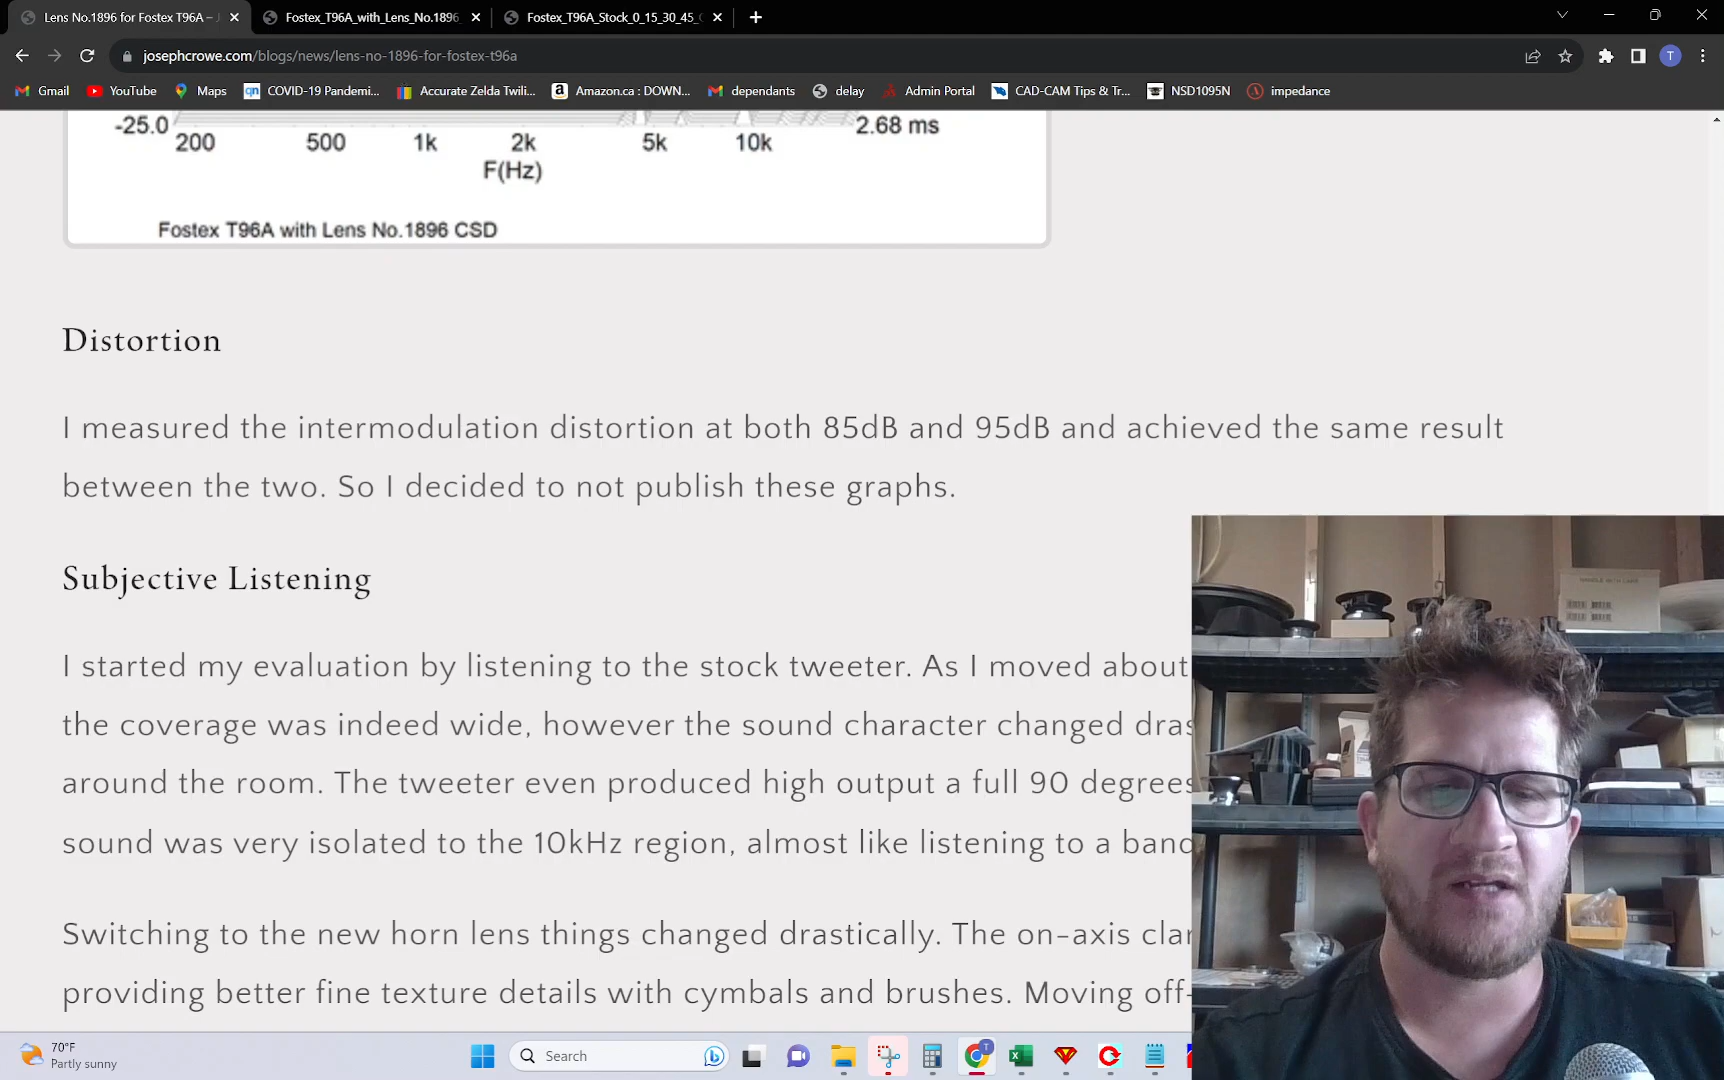 Lens No.1896 for Fostex T96A –
Fostex_T96A_with_Lens_No.1896
Fostex_T96A_Stock_0_15_30_45_
josephcrowe.com/blogs/news/lens-no-1896-for-fostex-t96a
T
Gmail
YouTube
Maps
COVID-19 Pandemi...
Accurate Zelda Twili...
Amazon.ca : DOWN...
dependants
delay
Admin Portal
CAD-CAM Tips & Tr...
NSD1095N
impedance
-25.0
2.68 ms
200 500 1k 2k 5k 10k
F(Hz)
Fostex T96A with Lens No.1896 CSD
Distortion
I measured the intermodulation distortion at both 85dB and 95dB and achieved the same result
between the two. So I decided to not publish these graphs.
Subjective Listening
I started my evaluation by listening to the stock tweeter. As I moved about
the coverage was indeed wide, however the sound character changed dras
around the room. The tweeter even produced high output a full 90 degrees
sound was very isolated to the 10kHz region, almost like listening to a band
Switching to the new horn lens things changed drastically. The on-axis clar
providing better fine texture details with cymbals and brushes. Moving off-
70°F
Partly sunny
Search